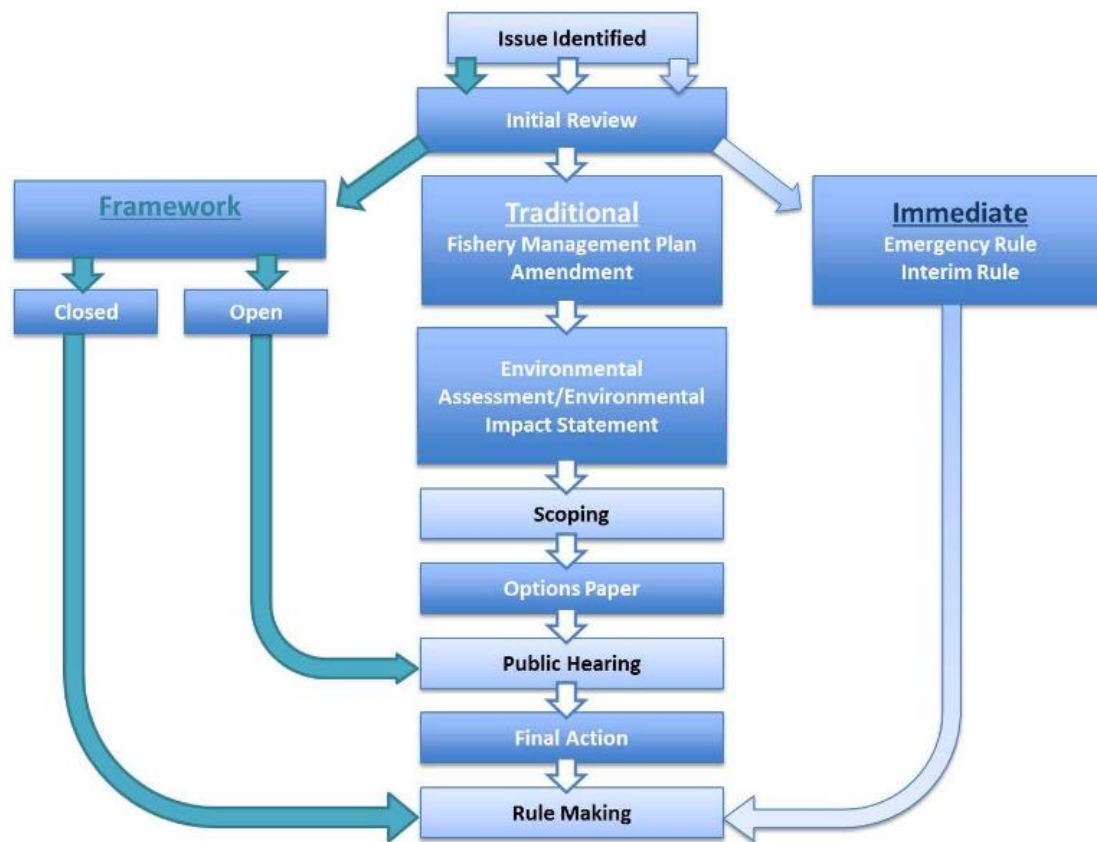 Issue Identified
Initial Review
Framework
Traditional
Fishery Management Plan
Amendment
Immediate
Emergency Rule
Interim Rule
Closed
Open
Environmental
Assessment/Environmental
Impact Statement
Scoping
Options Paper
Public Hearing
Final Action
Rule Making